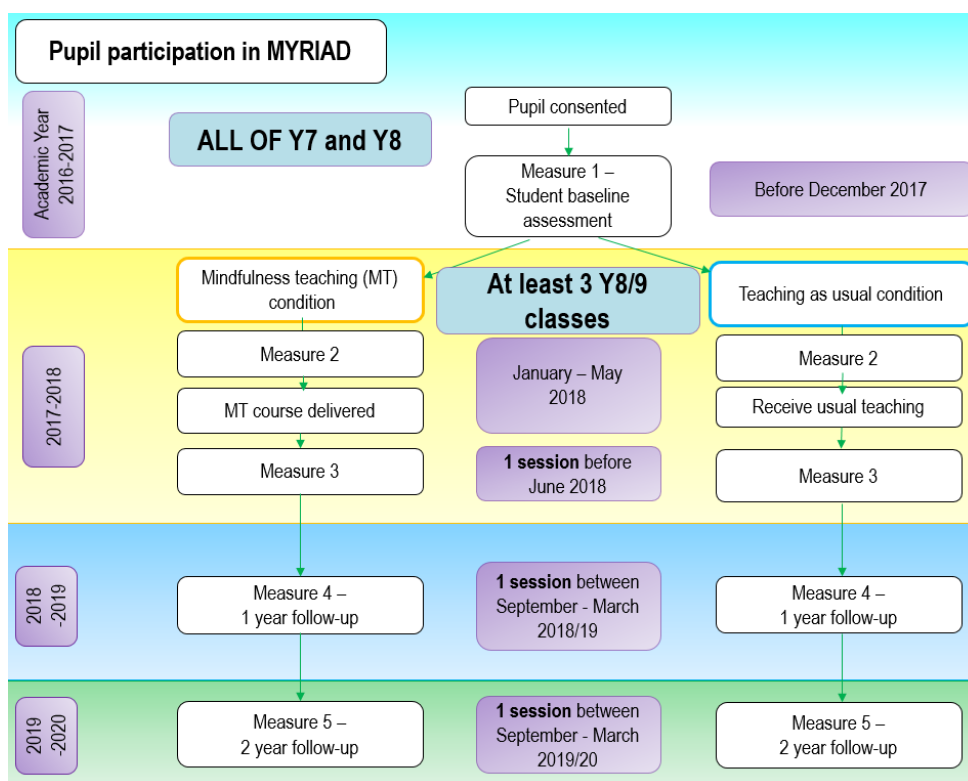 Pupil participation in MYRIAD
Academic Year
2016-2017
ALL OF Y7 and Y8
Pupil consented
Measure 1 –
Student baseline
assessment
Before December 2017
Mindfulness teaching (MT)
condition
At least 3 Y8/9
classes
Teaching as usual condition
2017-2018
Measure 2
MT course delivered
Measure 3
January – May
2018
1 session before
June 2018
Measure 2
Receive usual teaching
Measure 3
2018
-2019
Measure 4 –
1 year follow-up
1 session between
September - March
2018/19
Measure 4 –
1 year follow-up
2019
-2020
Measure 5 –
2 year follow-up
1 session between
September - March
2019/20
Measure 5 –
2 year follow-up